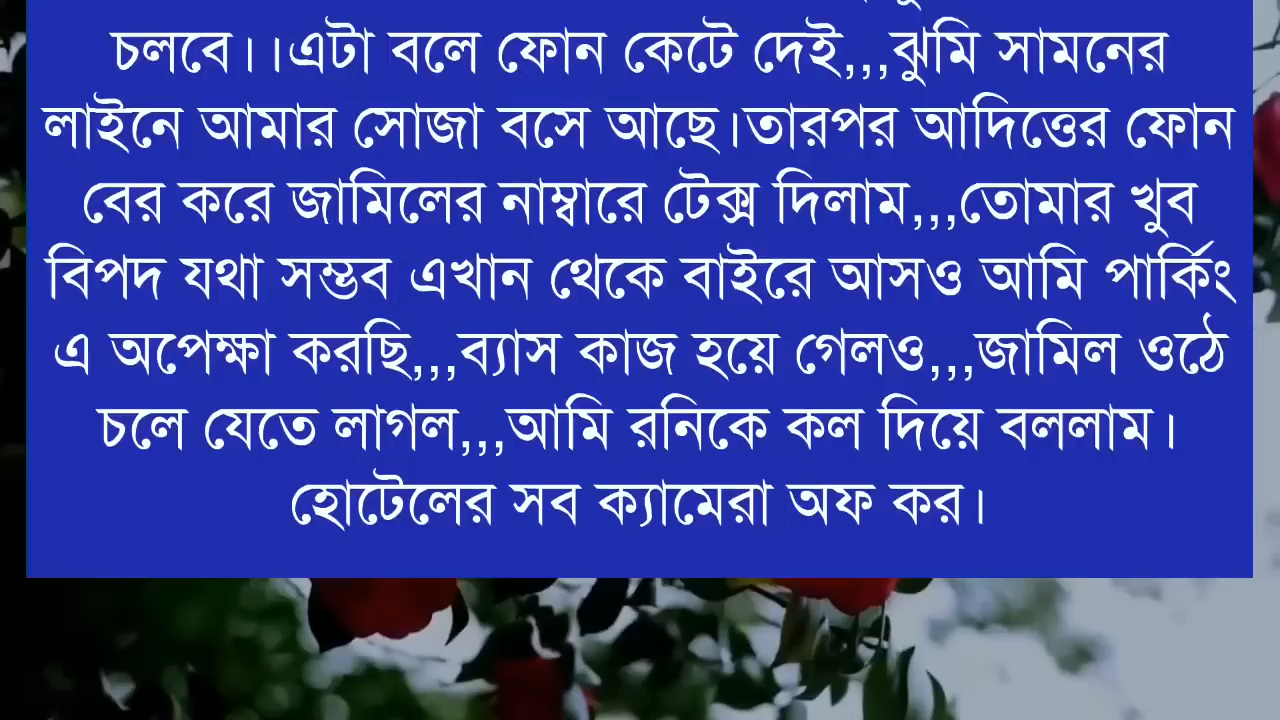 চলবে।।এটা বলে ফোন কেটে দেই,,,ঝুমি সামনের
লাইনে আমার সোজা বসে আছে।তারপর আদিত্তের ফোন
বের করে জামিলের নাম্বারে টেক্স দিলাম,,,তোমার খুব
বিপদ যথা সম্ভব এখান থেকে বাইরে আসও আমি পার্কিং
এ অপেক্ষা করছি,,,ব্যাস কাজ হয়ে গেলও,,,জামিল ওঠে
চলে যেতে লাগল,,,আমি রনিকে কল দিয়ে বললাম।
হোটেলের সব ক্যামেরা অফ কর।